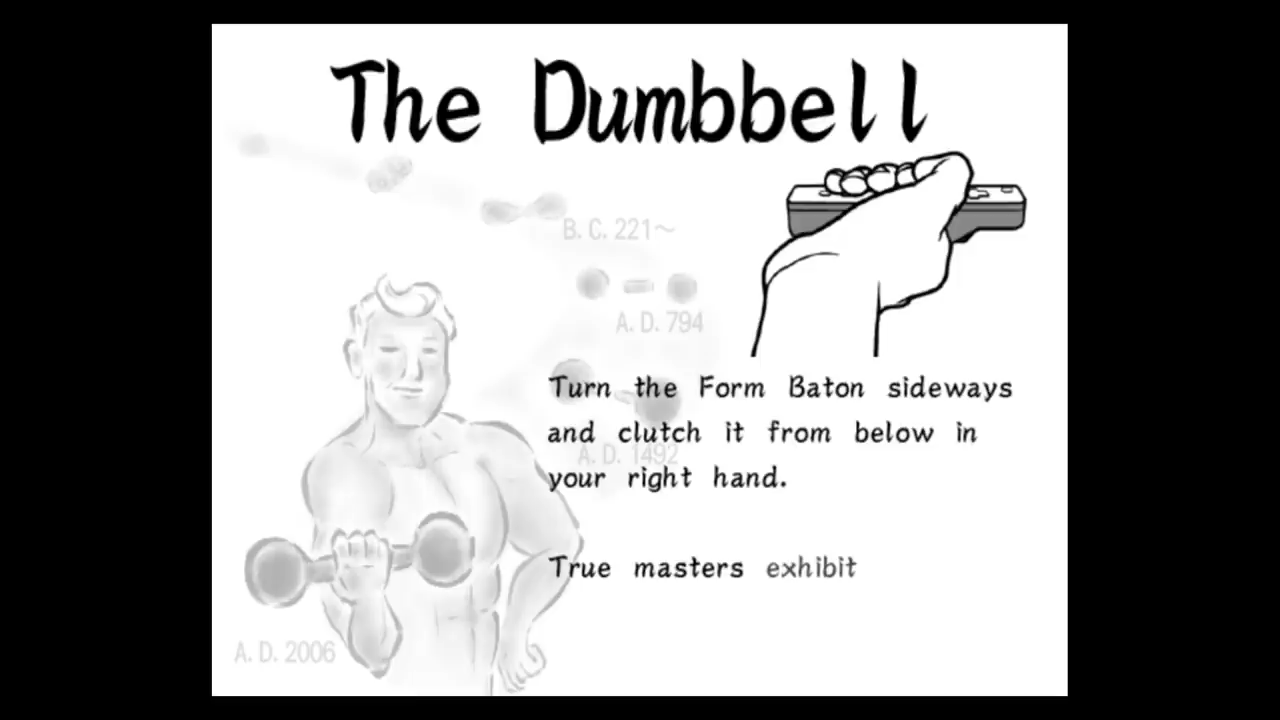 The Dumbbell
B. C. 221～
A. D. 794
Turn the Form Baton sideways
and clutch it from below in
A. D. 1492
your right hand.
True masters exhibit
A. D. 2006